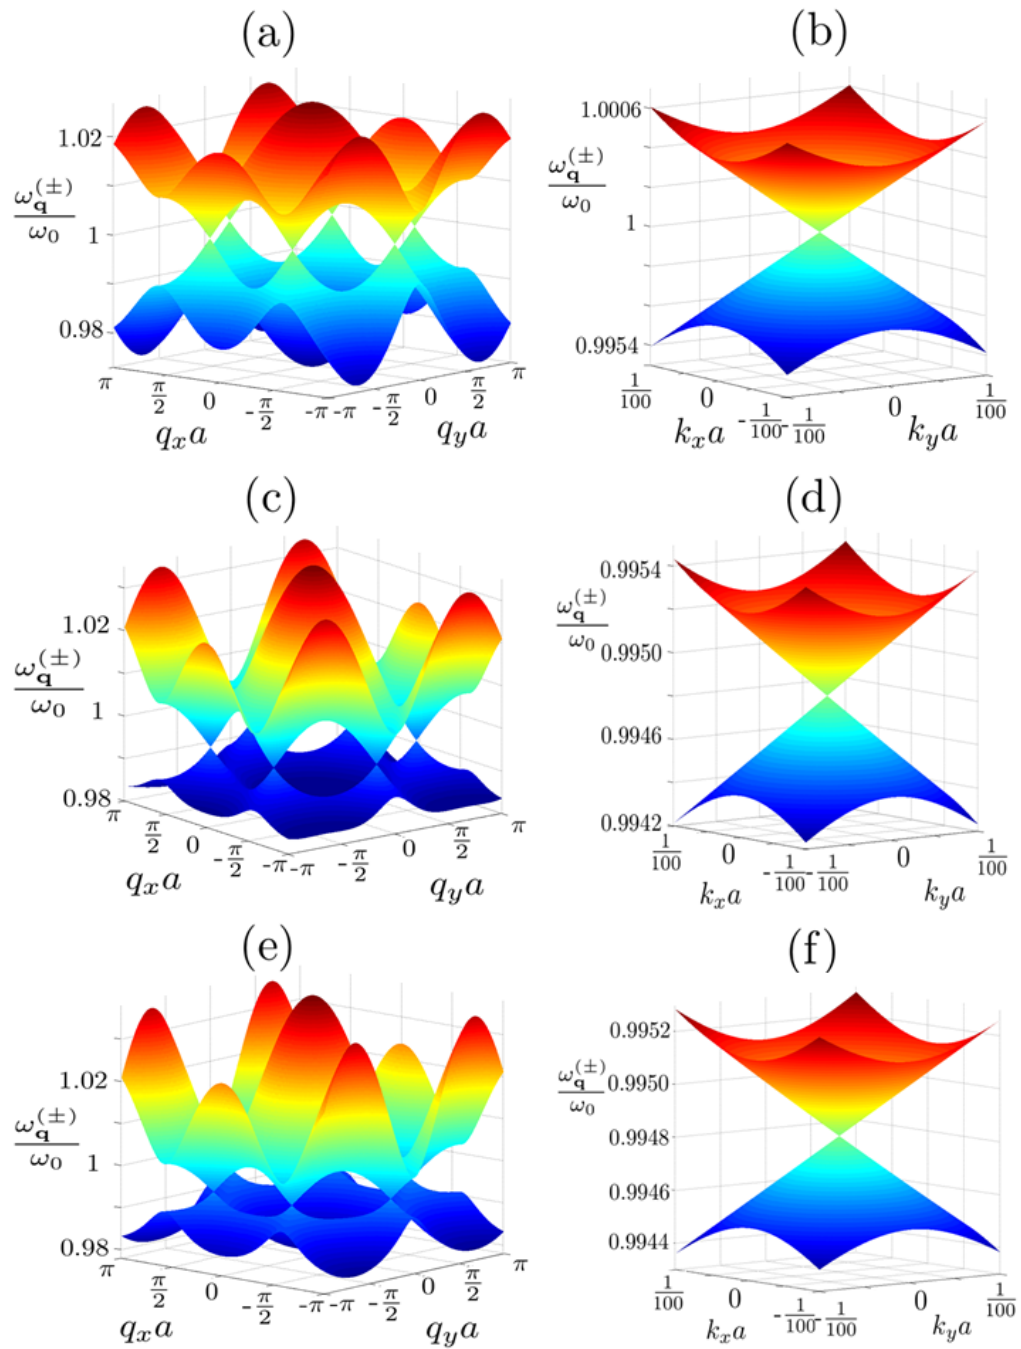 (a)
1.02
ω_q^(±)/ω_0
1
0.98
π
π/2
0
-π/2
-π
-π
-π/2
0
π/2
π
q_x a
q_y a
(b)
1.0006
ω_q^(±)/ω_0
1
0.9954
1/100
0
-1/100
-1/100
0
1/100
k_x a
k_y a
(c)
1.02
ω_q^(±)/ω_0
1
0.98
π
π/2
0
-π/2
-π
-π
-π/2
0
π/2
π
q_x a
q_y a
(d)
0.9954
ω_q^(±)/ω_0
0.9950
0.9946
0.9942
1/100
0
-1/100
-1/100
0
1/100
k_x a
k_y a
(e)
1.02
ω_q^(±)/ω_0
1
0.98
π
π/2
0
-π/2
-π
-π
-π/2
0
π/2
π
q_x a
q_y a
(f)
0.9952
ω_q^(±)/ω_0
0.9950
0.9948
0.9946
0.9944
1/100
0
-1/100
-1/100
0
1/100
k_x a
k_y a